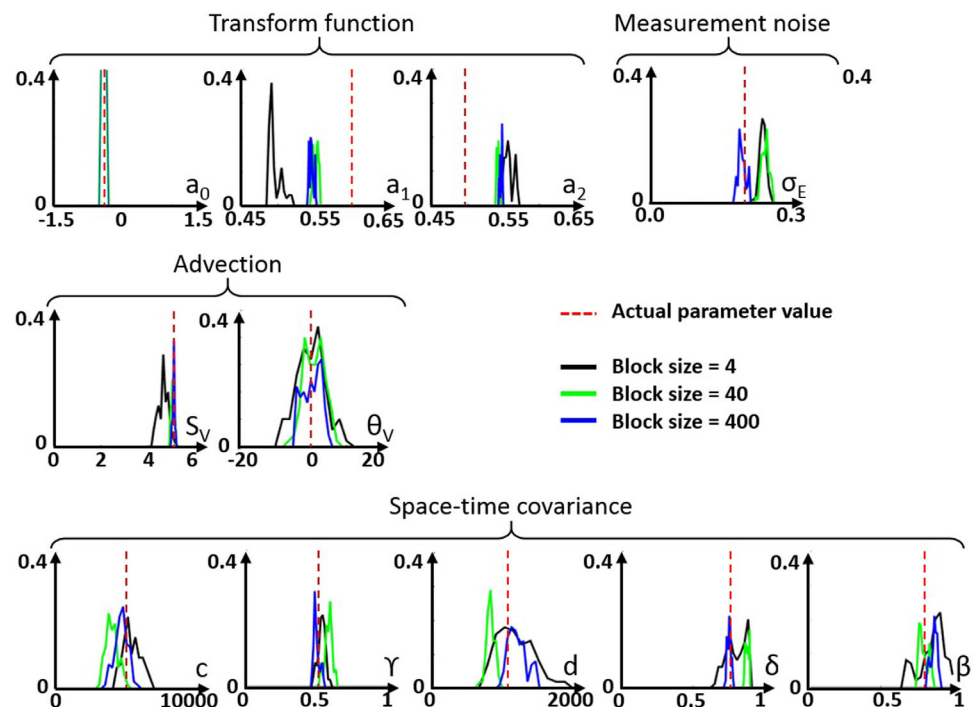 Transform function
Measurement noise
0.4 0.4 0.4 0.4 0.4
a₀ a₁ a₂ σ_E
0 0 0 0
-1.5 0 1.5 0.45 0.55 0.65 0.45 0.55 0.65 0.0 0.3
Advection
0.4 0.4
S_V θ_V
0 0
0 2 4 6 -20 0 20
Actual parameter value
Block size = 4
Block size = 40
Block size = 400
Space-time covariance
0.4 0.4 0.4 0.4 0.4
c γ d δ β
0 0 0 0 0
0 10000 0 0.5 1 0 2000 0 0.5 1 0 0.5 1